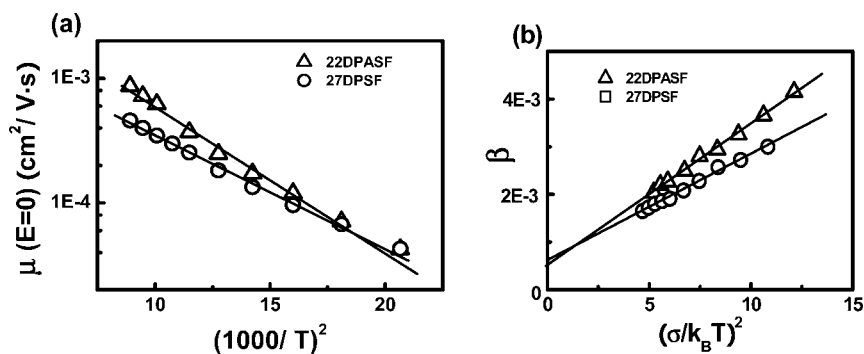 (a)
22DPASF
27DPSF
1E-3
1E-4
μ (E=0) (cm²/ V·s)
10 15 20
(1000/ T)²
(b)
22DPASF
27DPSF
4E-3
2E-3
0
β
0 5 10 15
(σ/k_BT)²